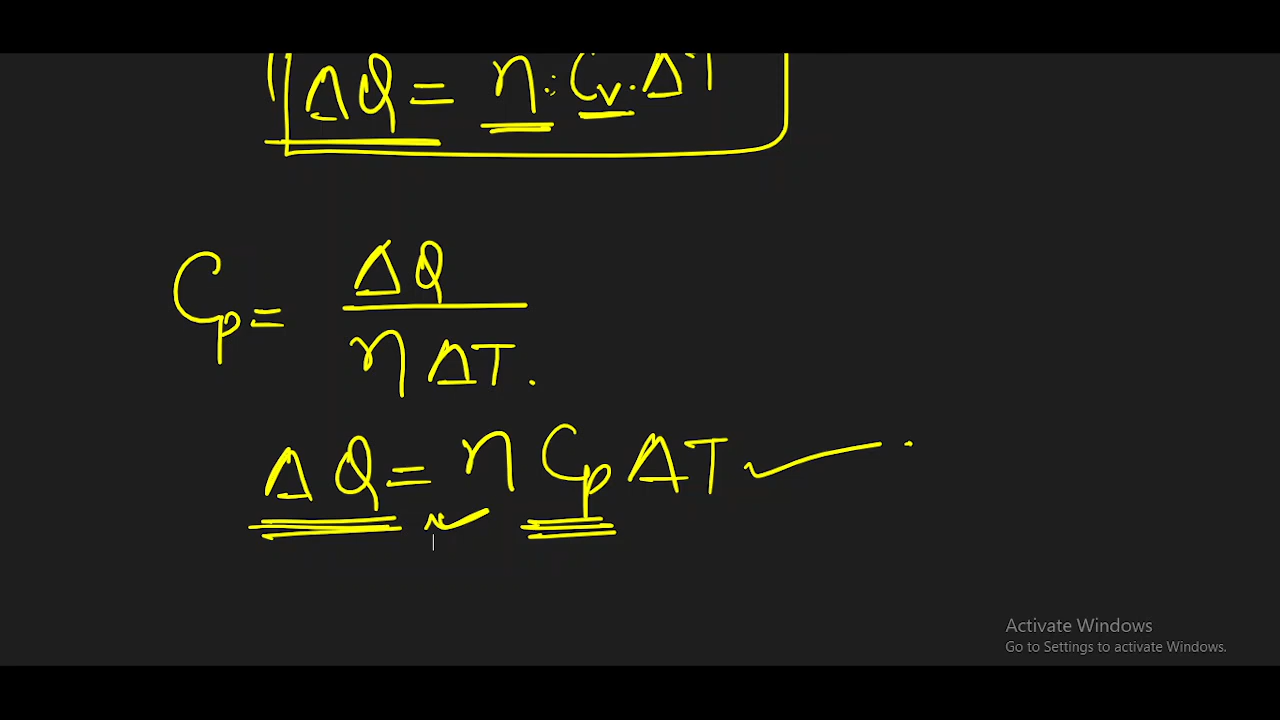 ΔQ = n·Cv·ΔT
Cp = ΔQ / nΔT.
ΔQ = n Cp ΔT
Activate Windows
Go to Settings to activate Windows.